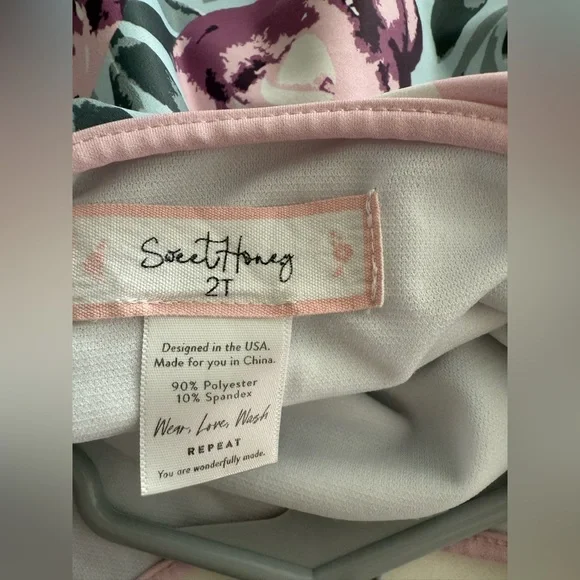 Sweet Honey
2T
Designed in the USA.
Made for you in China.
90% Polyester
10% Spandex
Wear, Love, Wash
REPEAT
You are wonderfully made.